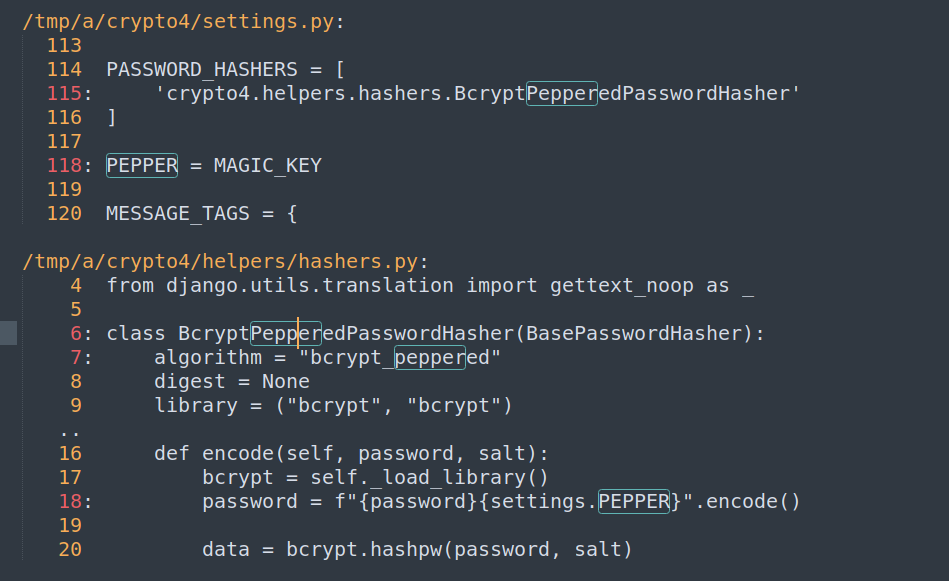 /tmp/a/crypto4/settings.py:
113
114  PASSWORD_HASHERS = [
115:     'crypto4.helpers.hashers.BcryptPepperedPasswordHasher'
116  ]
117
118: PEPPER = MAGIC_KEY
119
120  MESSAGE_TAGS = {
/tmp/a/crypto4/helpers/hashers.py:
4  from django.utils.translation import gettext_noop as _
5
6: class BcryptPepperedPasswordHasher(BasePasswordHasher):
7:     algorithm = "bcrypt_peppered"
8      digest = None
9      library = ("bcrypt", "bcrypt")
..
16      def encode(self, password, salt):
17          bcrypt = self._load_library()
18:         password = f"{password}{settings.PEPPER}".encode()
19
20          data = bcrypt.hashpw(password, salt)